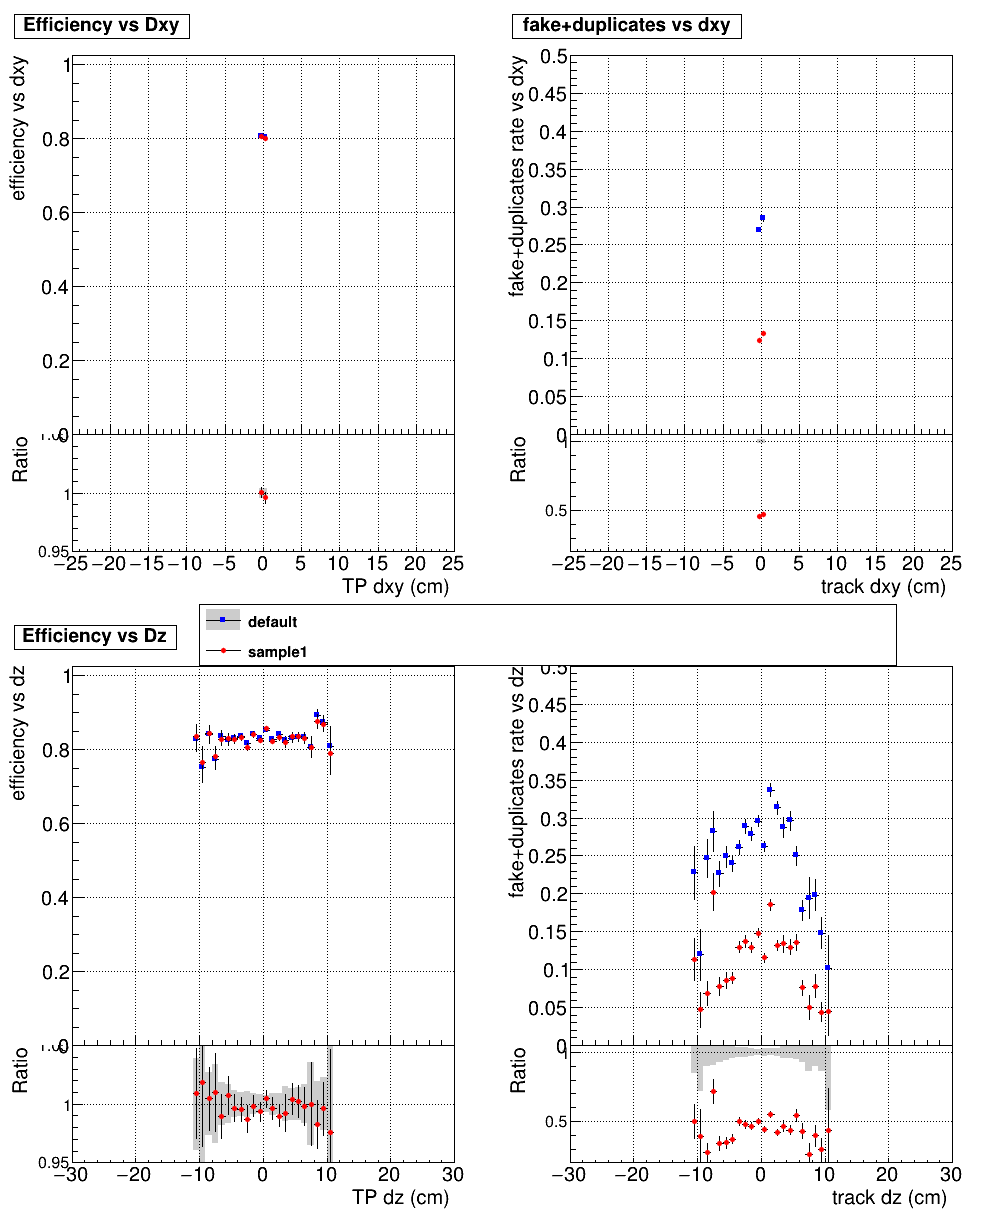 Efficiency vs Dxy
efficiency vs dxy
1
0.8
0.6
0.4
0.2
0
Ratio
1
0.95
−25 −20 −15 −10 −5 0 5 10 15 20 25
TP dxy (cm)
fake+duplicates vs dxy
fake+duplicates rate vs dxy
0.5
0.45
0.4
0.35
0.3
0.25
0.2
0.15
0.1
0.05
0
Ratio
0.5
−25 −20 −15 −10 −5 0 5 10 15 20 25
track dxy (cm)
default
sample1
Efficiency vs Dz
efficiency vs dz
1
0.8
0.6
0.4
0.2
0
Ratio
1
0.95
−30 −20 −10 0 10 20 30
TP dz (cm)
fake+duplicates rate vs dz
0.5
0.45
0.4
0.35
0.3
0.25
0.2
0.15
0.1
0.05
0
Ratio
0.5
−30 −20 −10 0 10 20 30
track dz (cm)